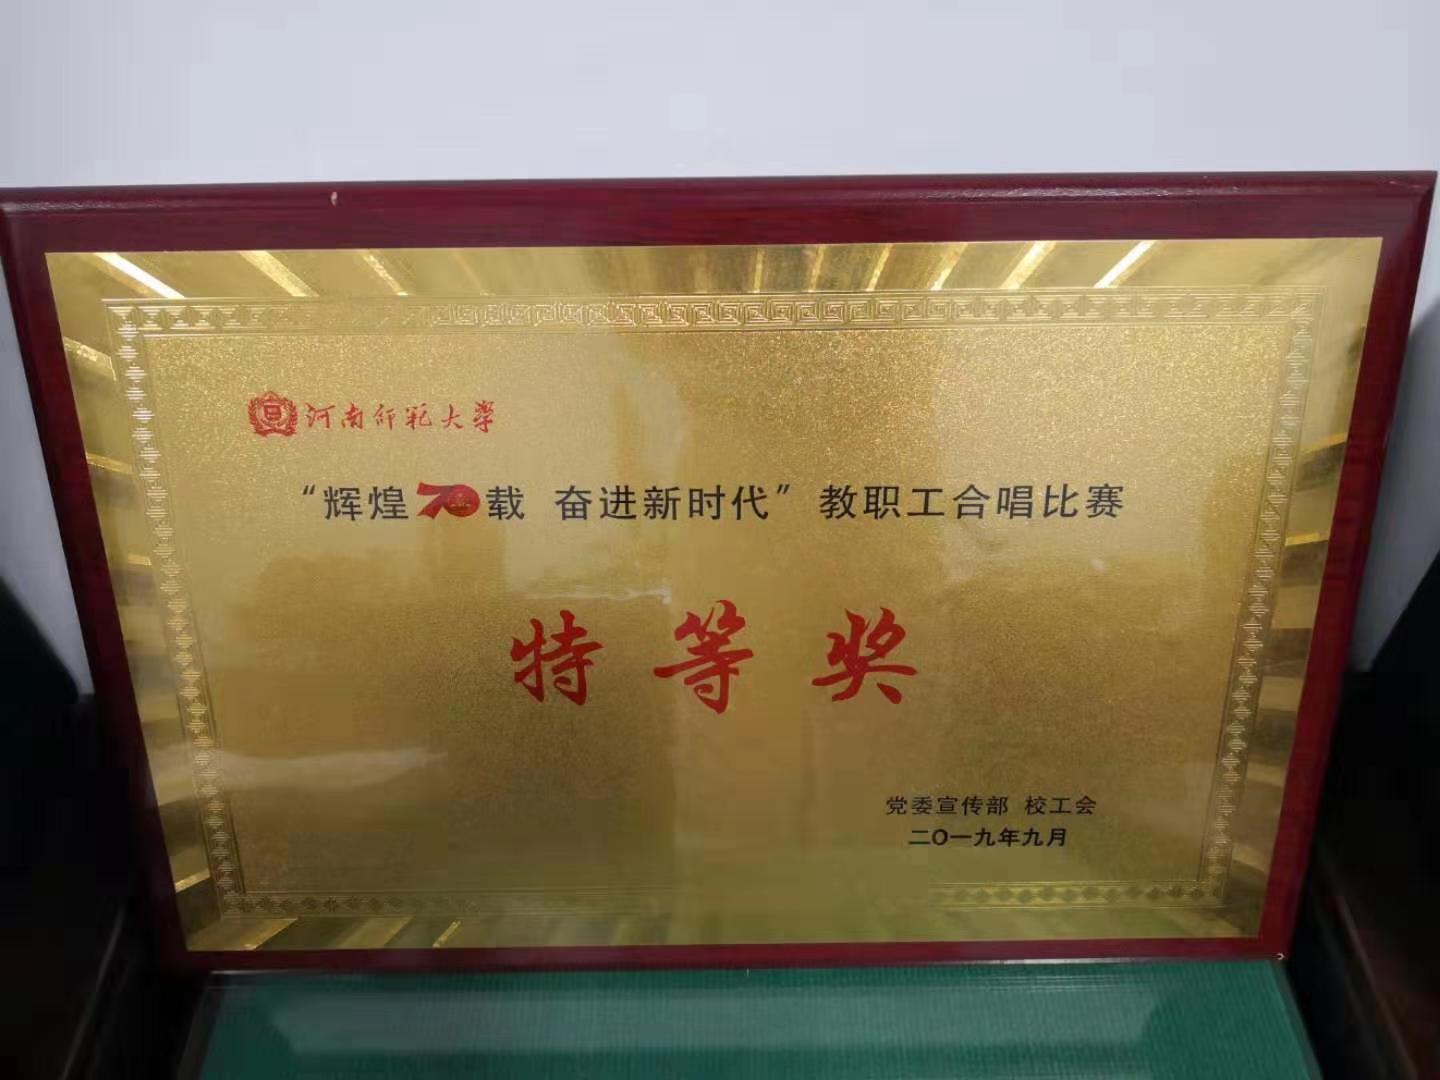 河南师范大学
“辉煌70载 奋进新时代”教职工合唱比赛
特等奖
党委宣传部 校工会
二〇一九年九月